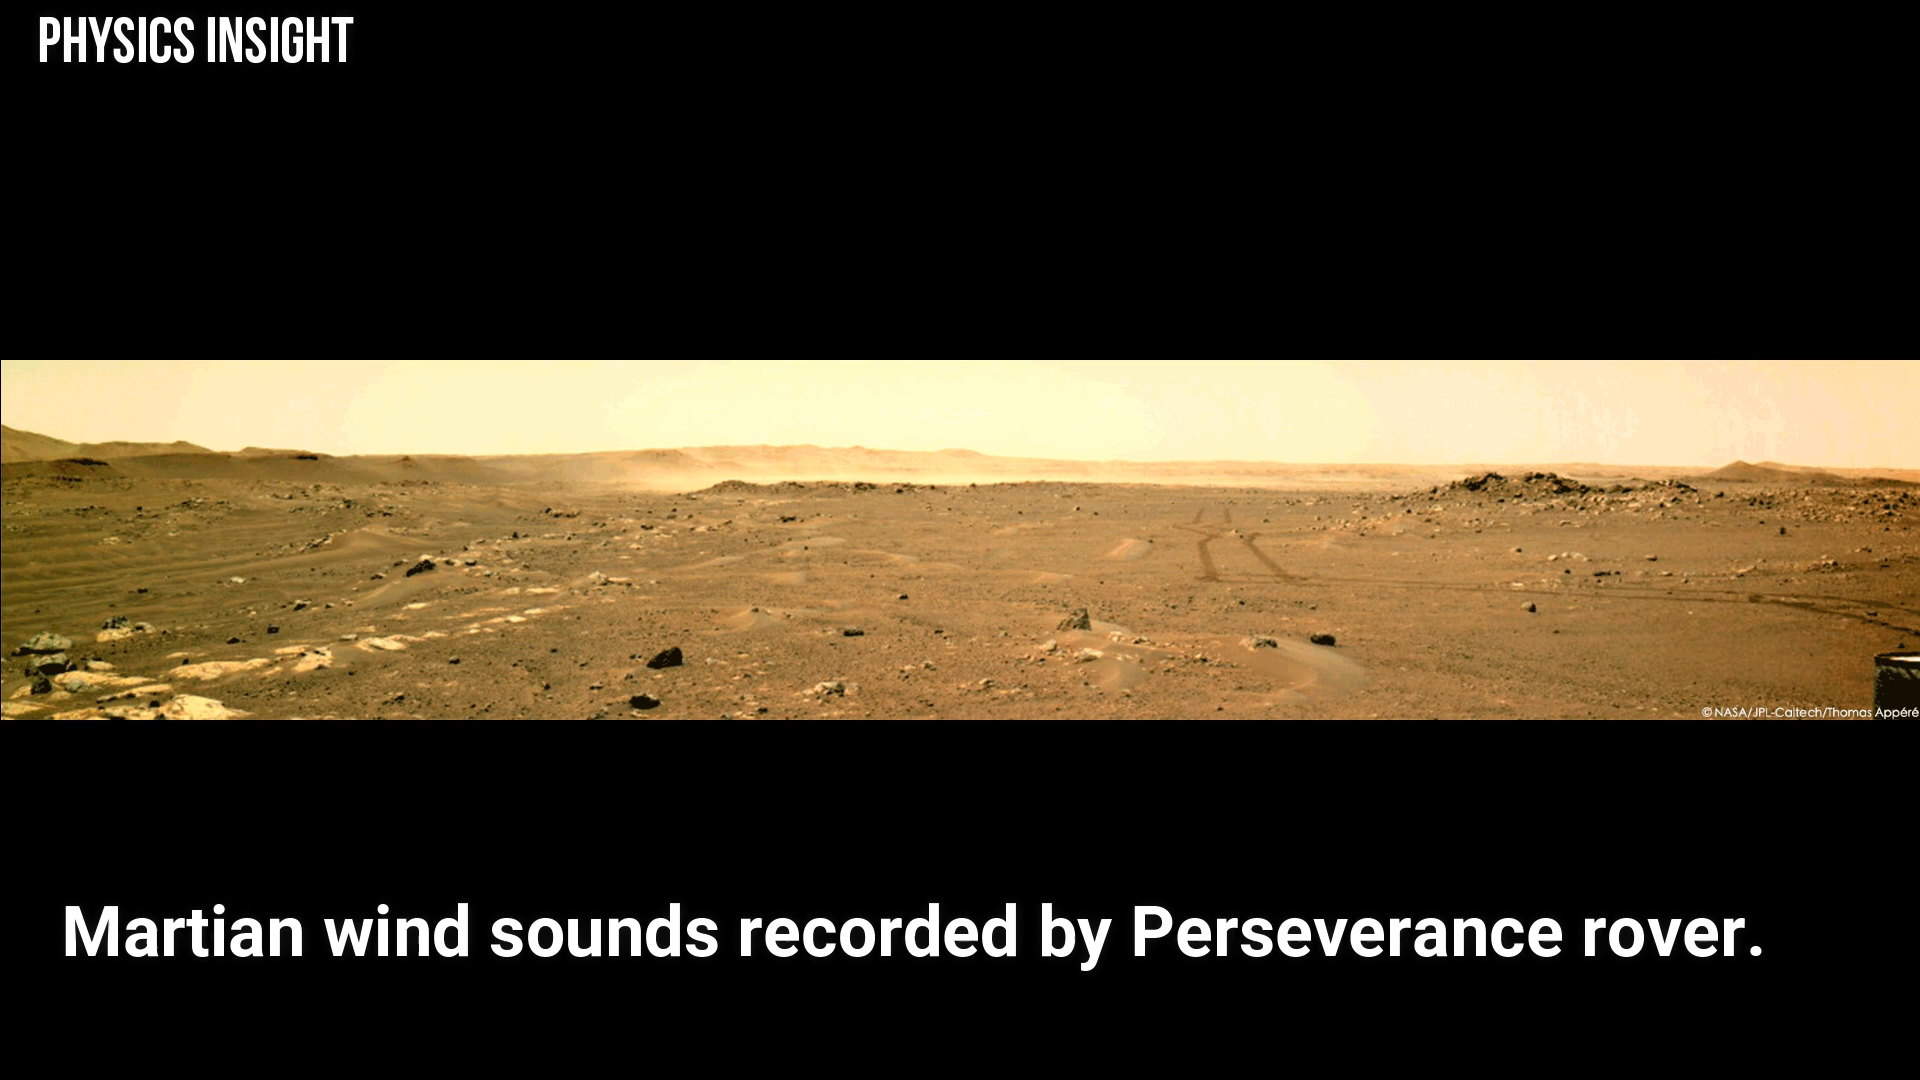 PHYSICS INSIGHT
© NASA/JPL-Caltech/Thomas Appéré
Martian wind sounds recorded by Perseverance rover.